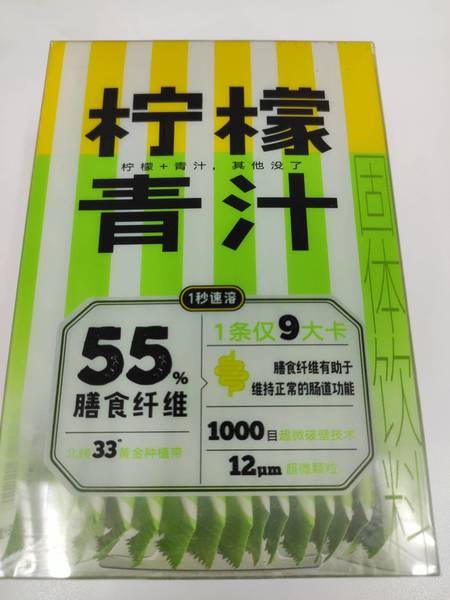 柠檬
柠檬+青汁，其他没了
青汁
固体饮料
1秒速溶
55%
膳食纤维
北纬33°黄金种植带
1条仅9大卡
膳食纤维有助于
维持正常的肠道功能
1000目超微破壁技术
12μm超微颗粒